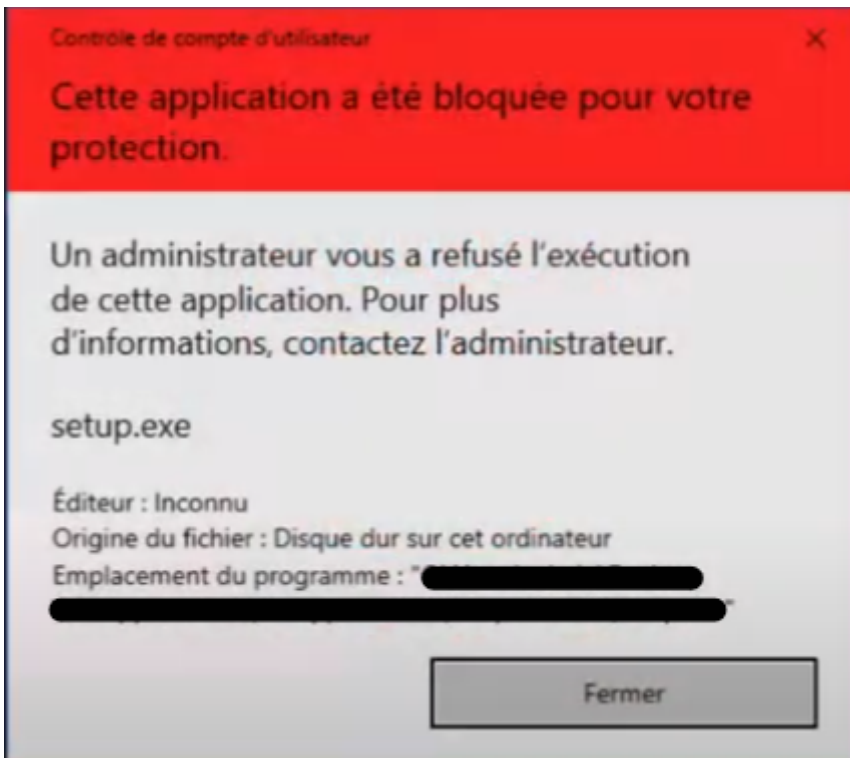 Contrôle de compte d'utilisateur
Cette application a été bloquée pour votre
protection.
Un administrateur vous a refusé l'exécution
de cette application. Pour plus
d'informations, contactez l'administrateur.
setup.exe
Éditeur : Inconnu
Origine du fichier : Disque dur sur cet ordinateur
Emplacement du programme : "
"
Fermer